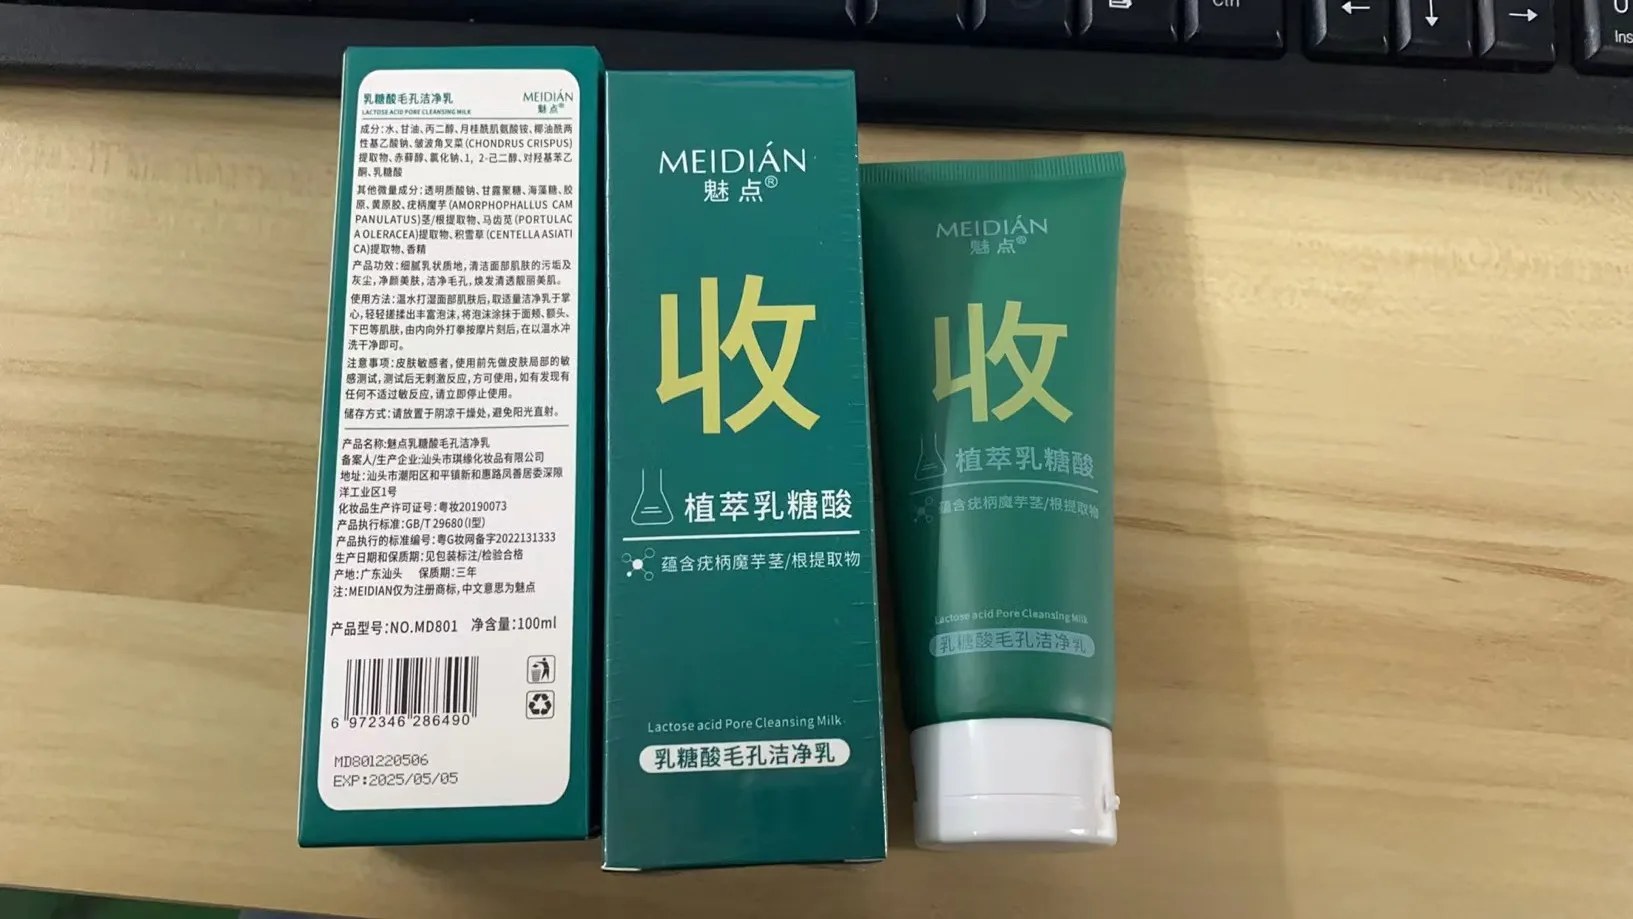 乳糖酸毛孔洁净乳
LACTOSE ACID PORE CLEANSING MILK
MEIDIÁN
魅点®
成分:水、甘油、丙二醇、月桂酰肌氨酸铵、椰油酰两
性基乙酸钠、皱波角叉菜(CHONDRUS CRISPUS)
提取物、赤藓醇、氯化钠、1, 2-己二醇、对羟基苯乙
酮、乳糖酸
其他微量成分:透明质酸钠、甘露聚糖、海藻糖、胶
原、黄原胶、疣柄魔芋(AMORPHOPHALLUS CAM
PANULATUS)茎/根提取物、马齿苋(PORTULAC
A OLERACEA)提取物、积雪草(CENTELLA ASIATI
CA)提取物、香精
产品功效:细腻乳状质地,清洁面部肌肤的污垢及
灰尘,净颜美肤,洁净毛孔,焕发清透靓丽美肌。
使用方法:温水打湿面部肌肤后,取适量洁净乳于掌
心,轻轻搓揉出丰富泡沫,将泡沫涂抹于面颊、额头、
下巴等肌肤,由内向外打拳按摩片刻后,在以温水冲
洗干净即可。
注意事项:皮肤敏感者,使用前先做皮肤局部的敏
感测试,测试后无刺激反应,方可使用,如有发现有
任何不适过敏反应,请立即停止使用。
储存方式:请放置于阴凉干燥处,避免阳光直射。
产品名称:魅点乳糖酸毛孔洁净乳
备案人/生产企业:汕头市琪缘化妆品有限公司
地址:汕头市潮阳区和平镇新和惠路凤善居委深隙
洋工业区1号
化妆品生产许可证号:粤妆20190073
产品执行标准:GB/T 29680(I型)
产品执行的标准编号:粤G妆网备字2022131333
生产日期和保质期:见包装标注/检验合格
产地:广东汕头 保质期:三年
注:MEIDIAN仅为注册商标,中文意思为魅点
产品型号:NO.MD801 净含量:100ml
6 972346 286490
MD801220506
EXP:2025/05/05
MEIDIÁN
魅点®
收
植萃乳糖酸
蕴含疣柄魔芋茎/根提取物
Lactose acid Pore Cleansing Milk
乳糖酸毛孔洁净乳
MEIDIÁN
魅点®
收
植萃乳糖酸
蕴含疣柄魔芋茎/根提取物
Lactose acid Pore Cleansing Milk
乳糖酸毛孔洁净乳
Ctrl
Ins